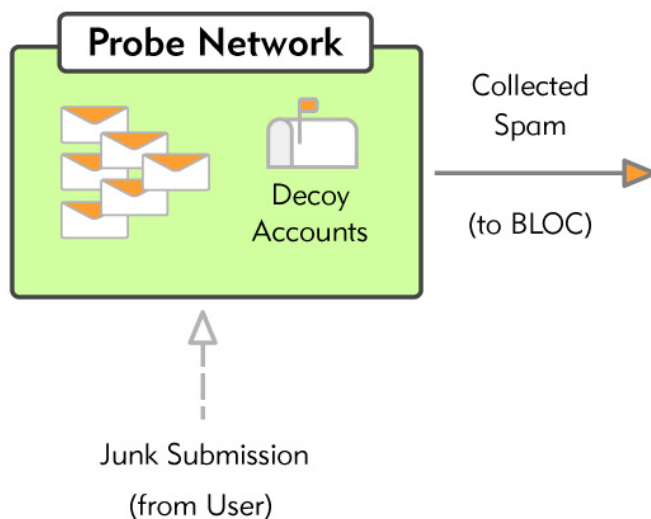 Probe Network
Decoy
Accounts
Collected
Spam
(to BLOC)
Junk Submission
(from User)